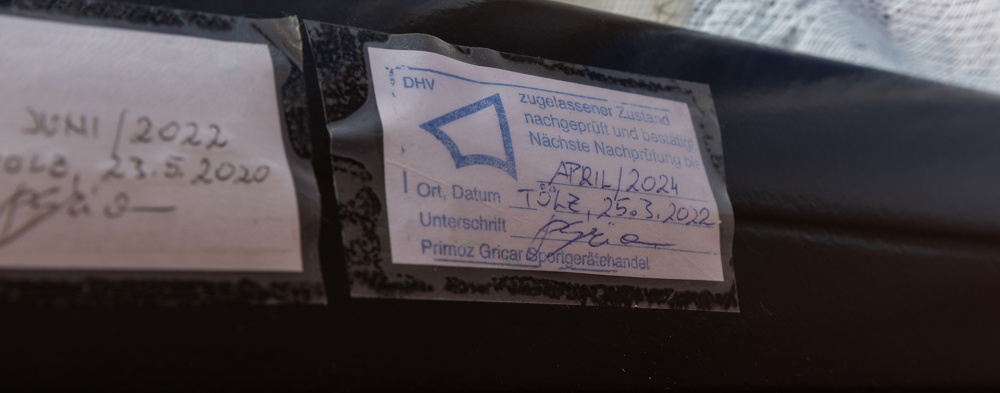 JUNI/2022
23.5.2020
DHV
zugelassener Zustand
nachgeprüft und bestätigt
Nächste Nachprüfung bis
APRIL/2024
Ort, Datum TÖLZ, 25.3.2022
Unterschrift
Primoz Gricar Sportgerätehandel